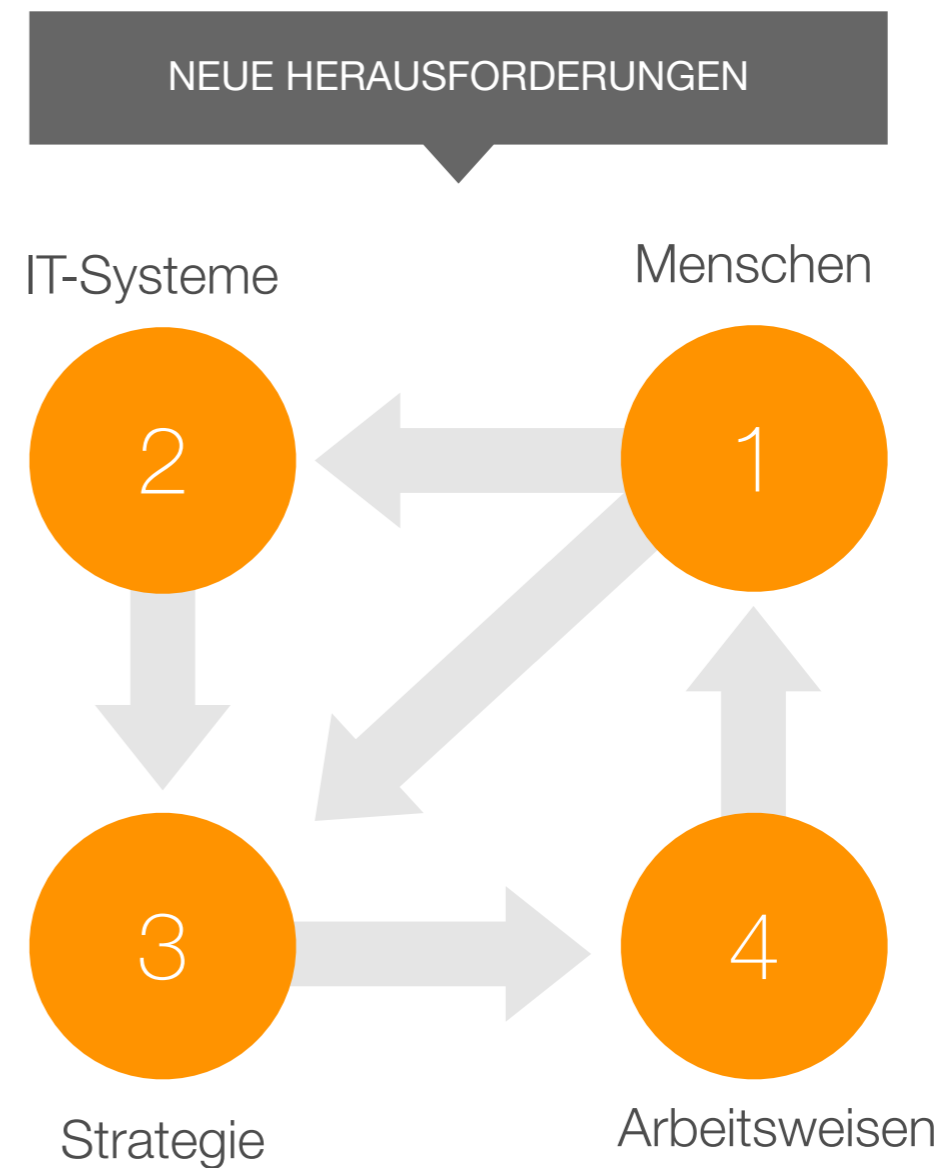 NEUE HERAUSFORDERUNGEN
IT-Systeme
Menschen
2
1
3
4
Strategie
Arbeitsweisen